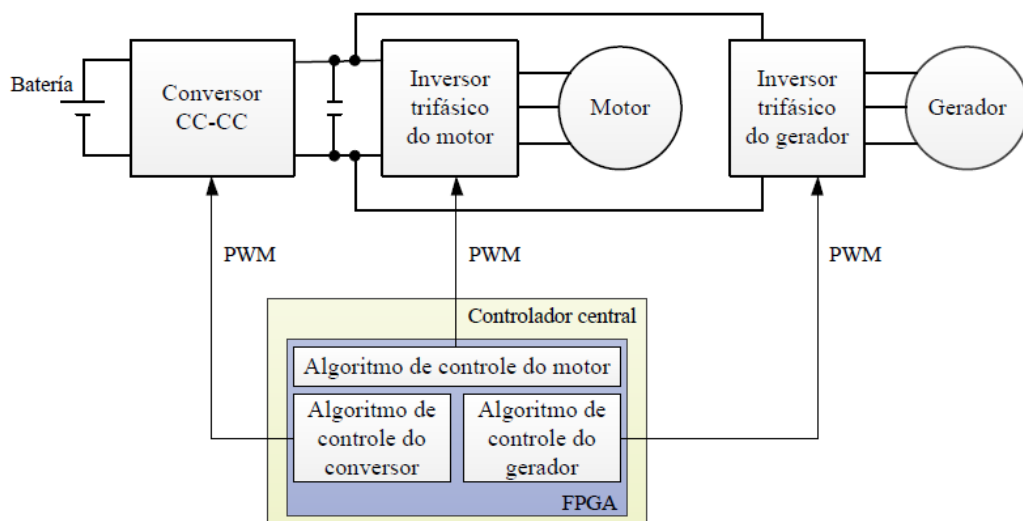 Batería
Conversor
CC-CC
Inversor
trifásico
do motor
Motor
Inversor
trifásico
do gerador
Gerador
PWM
PWM
PWM
Controlador central
Algoritmo de controle do motor
Algoritmo de
controle do
conversor
Algoritmo de
controle do
gerador
FPGA